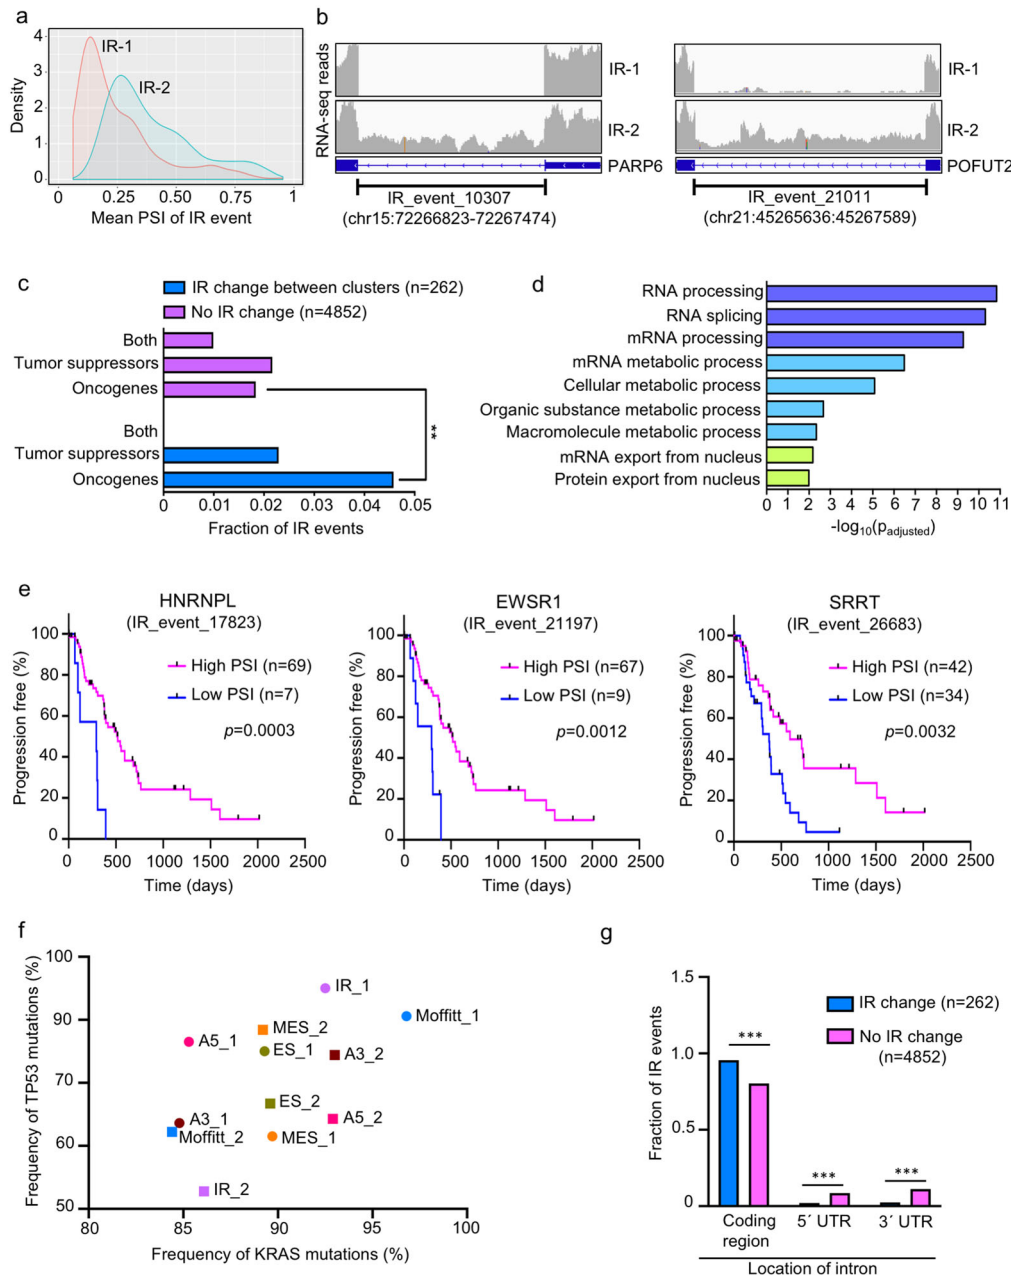 a
4
3
2
1
0
Density
IR-1
IR-2
0
0.25
0.50
0.75
1
Mean PSI of IR event
b
RNA-seq reads
IR-1
IR-2
PARP6
IR_event_10307
(chr15:72266823-72267474)
IR-1
IR-2
POFUT2
IR_event_21011
(chr21:45265636:45267589)
c
IR change between clusters (n=262)
No IR change (n=4852)
Both
Tumor suppressors
Oncogenes
Both
Tumor suppressors
Oncogenes
**
0
0.01
0.02
0.03
0.04
0.05
Fraction of IR events
d
RNA processing
RNA splicing
mRNA processing
mRNA metabolic process
Cellular metabolic process
Organic substance metabolic process
Macromolecule metabolic process
mRNA export from nucleus
Protein export from nucleus
0 1 2 3 4 5 6 7 8 9 10 11
-log10(padjusted)
e
HNRNPL
(IR_event_17823)
Progression free (%)
100
80
60
40
20
0
High PSI (n=69)
Low PSI (n=7)
p=0.0003
0 500 1000 1500 2000 2500
Time (days)
EWSR1
(IR_event_21197)
Progression free (%)
100
80
60
40
20
0
High PSI (n=67)
Low PSI (n=9)
p=0.0012
0 500 1000 1500 2000 2500
Time (days)
SRRT
(IR_event_26683)
Progression free (%)
100
80
60
40
20
0
High PSI (n=42)
Low PSI (n=34)
p=0.0032
0 500 1000 1500 2000 2500
Time (days)
f
Frequency of TP53 mutations (%)
100
90
70
60
50
IR_1
Moffitt_1
MES_2
A5_1
ES_1
A3_2
ES_2
A5_2
A3_1
Moffitt_2
MES_1
IR_2
80 85 90 95 100
Frequency of KRAS mutations (%)
g
Fraction of IR events
1.5
1.0
0.5
0
IR change (n=262)
No IR change
(n=4852)
***
***
***
Coding
region
5´ UTR
3´ UTR
Location of intron